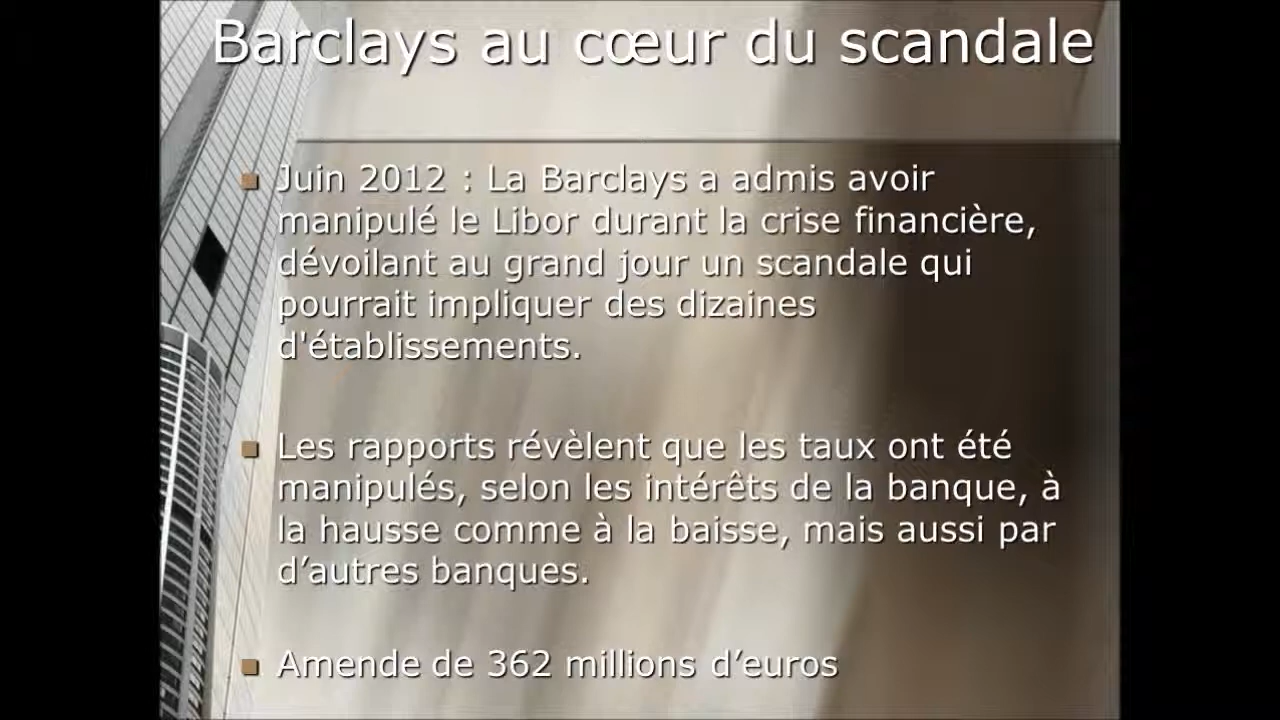 Barclays au cœur du scandale
Juin 2012 : La Barclays a admis avoir
manipulé le Libor durant la crise financière,
dévoilant au grand jour un scandale qui
pourrait impliquer des dizaines
d'établissements.
Les rapports révèlent que les taux ont été
manipulés, selon les intérêts de la banque, à
la hausse comme à la baisse, mais aussi par
d’autres banques.
Amende de 362 millions d’euros